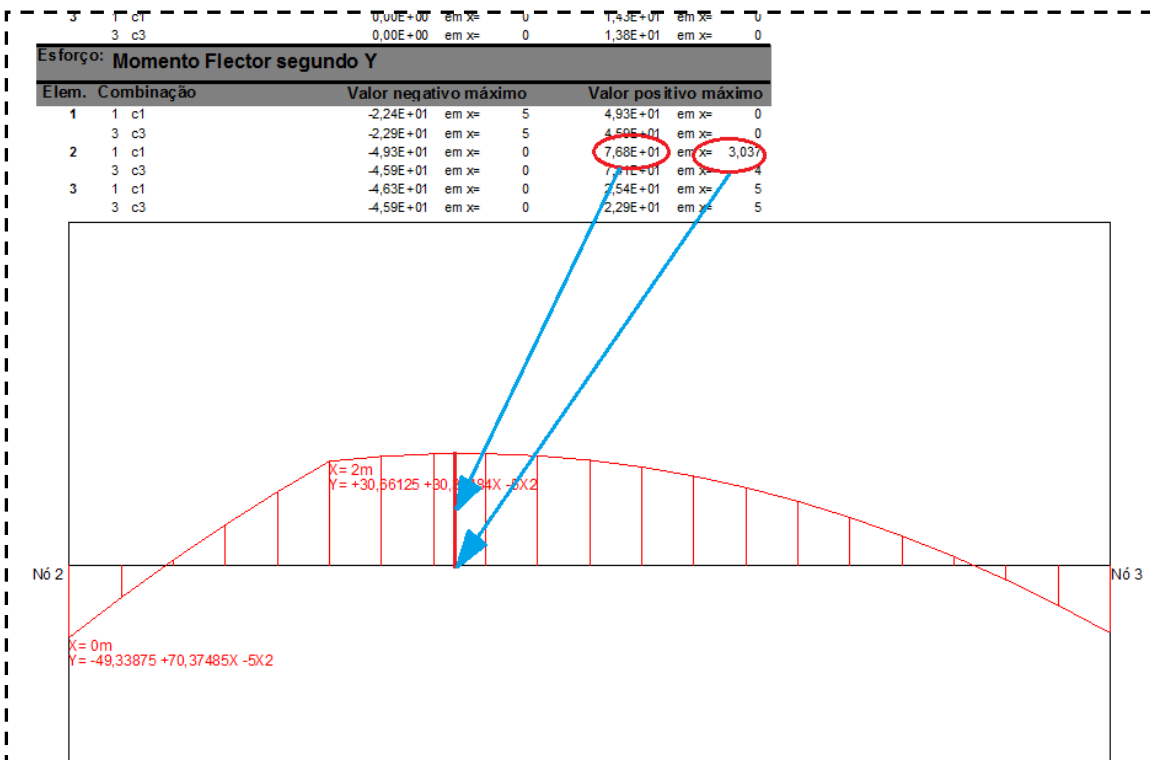 3 1 c1 0,00E+00 em x= 0 1,43E+01 em x= 0
3 c3 0,00E+00 em x= 0 1,38E+01 em x= 0
Esforço: Momento Flector segundo Y
Elem. Combinação Valor negativo máximo Valor positivo máximo
1 1 c1 -2,24E+01 em x= 5 4,93E+01 em x= 0
3 c3 -2,29E+01 em x= 5 4,59E+01 em x= 0
2 1 c1 -4,93E+01 em x= 0 7,68E+01 em x= 3,037
3 c3 -4,59E+01 em x= 0 7,41E+01 em x= 4
3 1 c1 -4,63E+01 em x= 0 2,54E+01 em x= 5
3 c3 -4,59E+01 em x= 0 2,29E+01 em x= 5
X= 2m
Y= +30,66125 -5X2
Nó 2
Nó 3
X= 0m
Y= -49,33875 +70,37485X -5X2